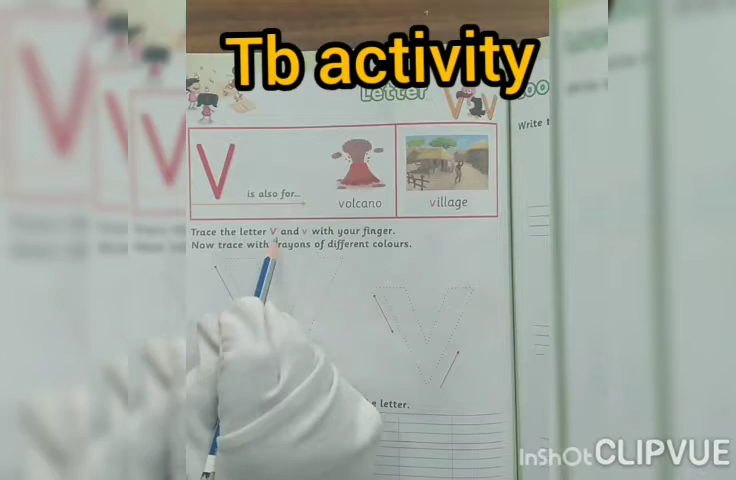 Tb activity
Letter V v
V
is also for...
volcano
village
Trace the letter V and v with your finger.
Now trace with crayons of different colours.
letter.
Write
InShOt CLIPVUE